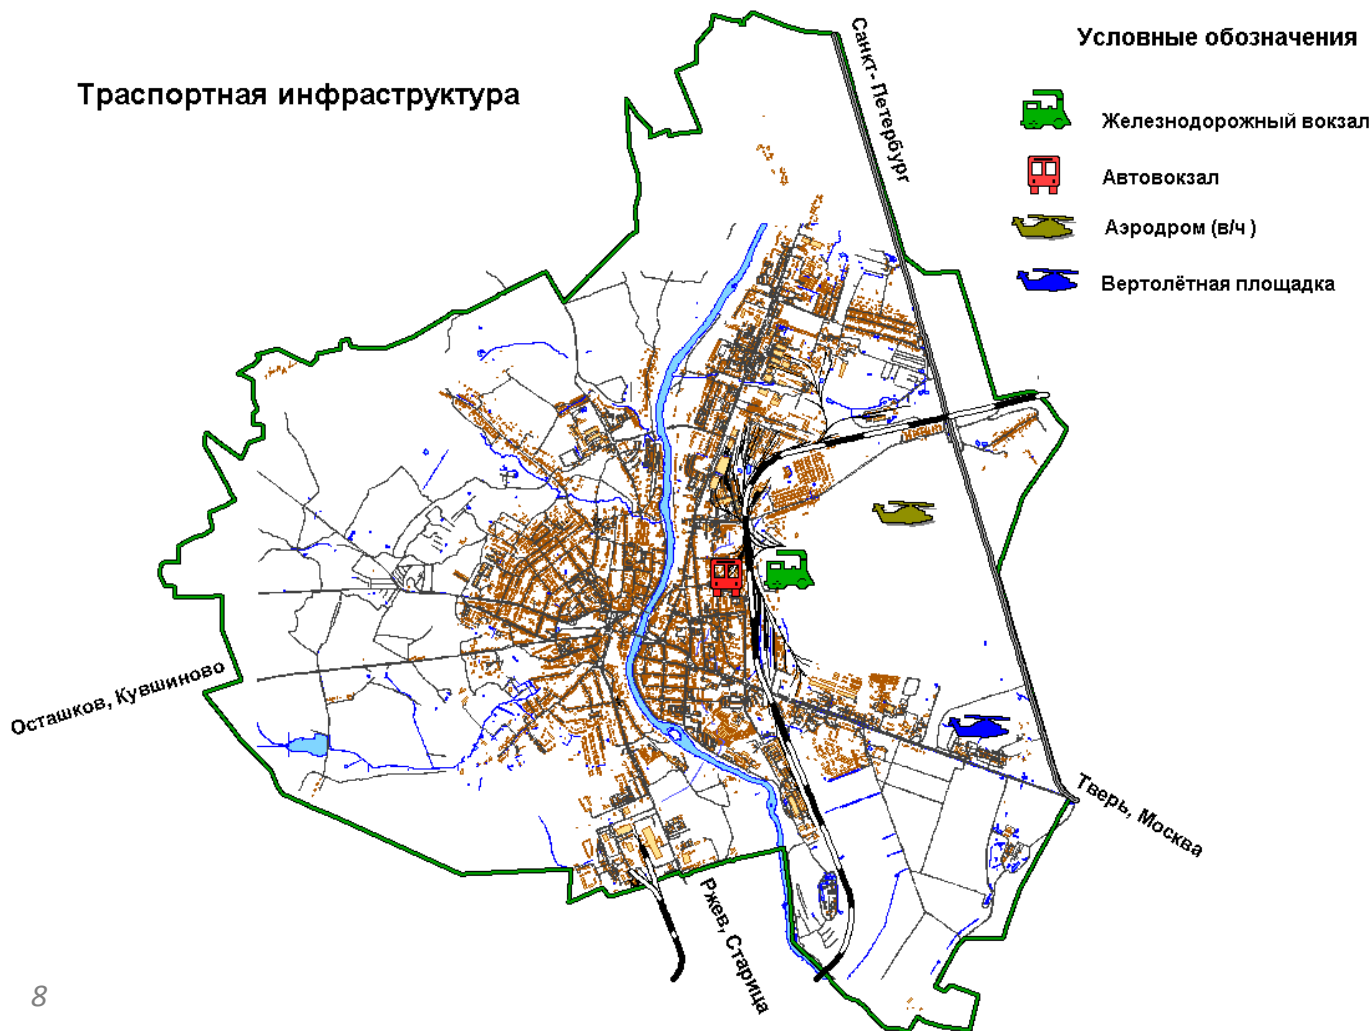 Условные обозначения
Траспортная инфраструктура
Железнодорожный вокзал
Автовокзал
Аэродром (в/ч )
Вертолётная площадка
Санкт- Петербург
Осташков, Кувшиново
Тверь, Москва
Ржев, Старица
8